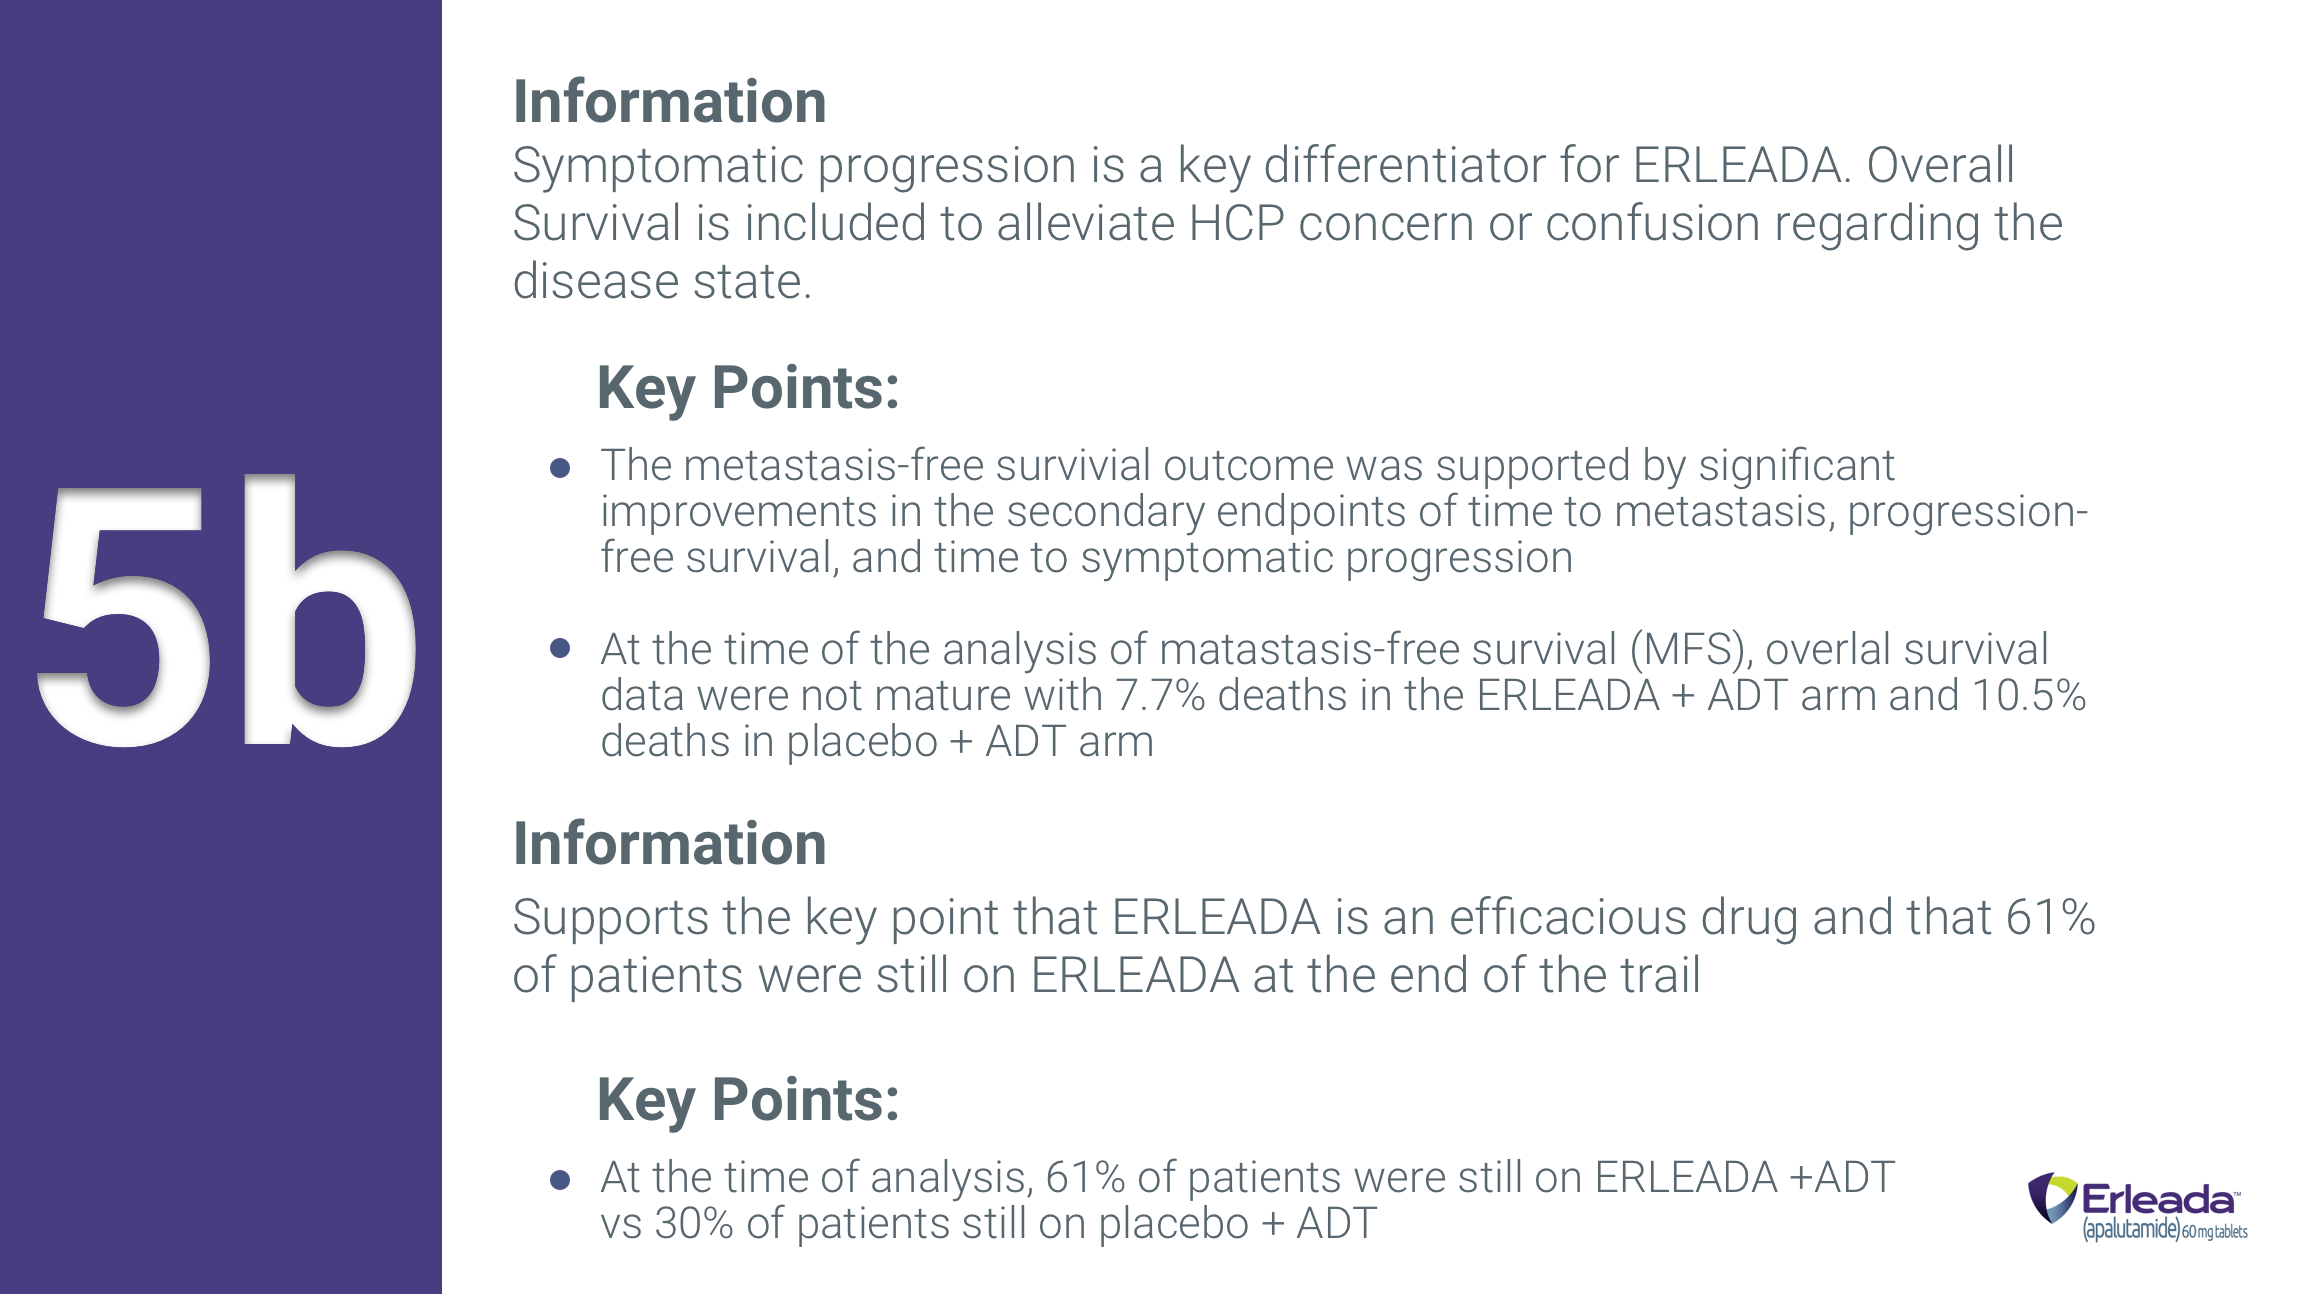 Information
Symptomatic progression is a key differentiator for ERLEADA. Overall
Survival is included to alleviate HCP concern or confusion regarding the
disease state.
Key Points:
The metastasis-free survivial outcome was supported by significant
improvements in the secondary endpoints of time to metastasis, progression-
free survival, and time to symptomatic progression
5b
At the time of the analysis of matastasis-free survival (MFS), overlal survival
data were not mature with 7.7% deaths in the ERLEADA + ADT arm and 10.5%
deaths in placebo + ADT arm
Information
Supports the key point that ERLEADA is an efficacious drug and that 61%
of patients were still on ERLEADA at the end of the trail
Key Points:
At the time of analysis, 61% of patients were still on ERLEADA +ADT
vs 30% of patients still on placebo + ADT
Erleada™
(apalutamide) 60 mg tablets